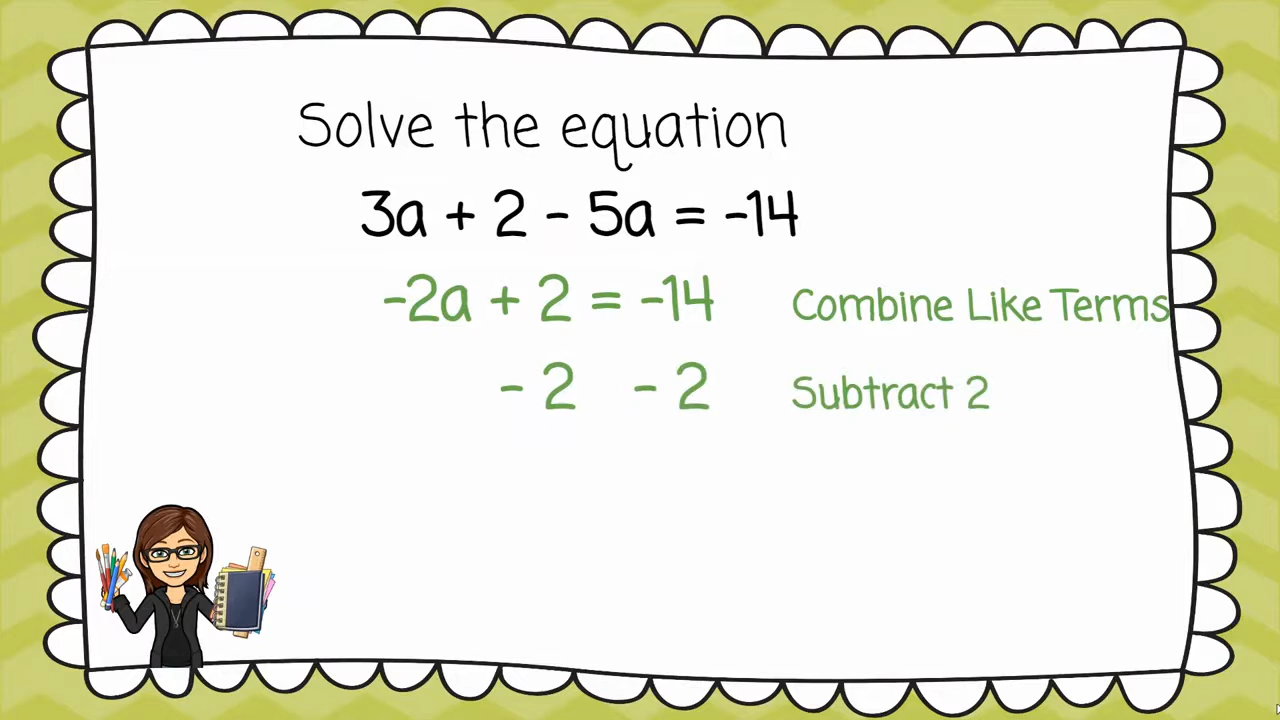 Solve the equation
3a + 2 - 5a = -14
-2a + 2 = -14 Combine Like Terms
- 2 - 2 Subtract 2